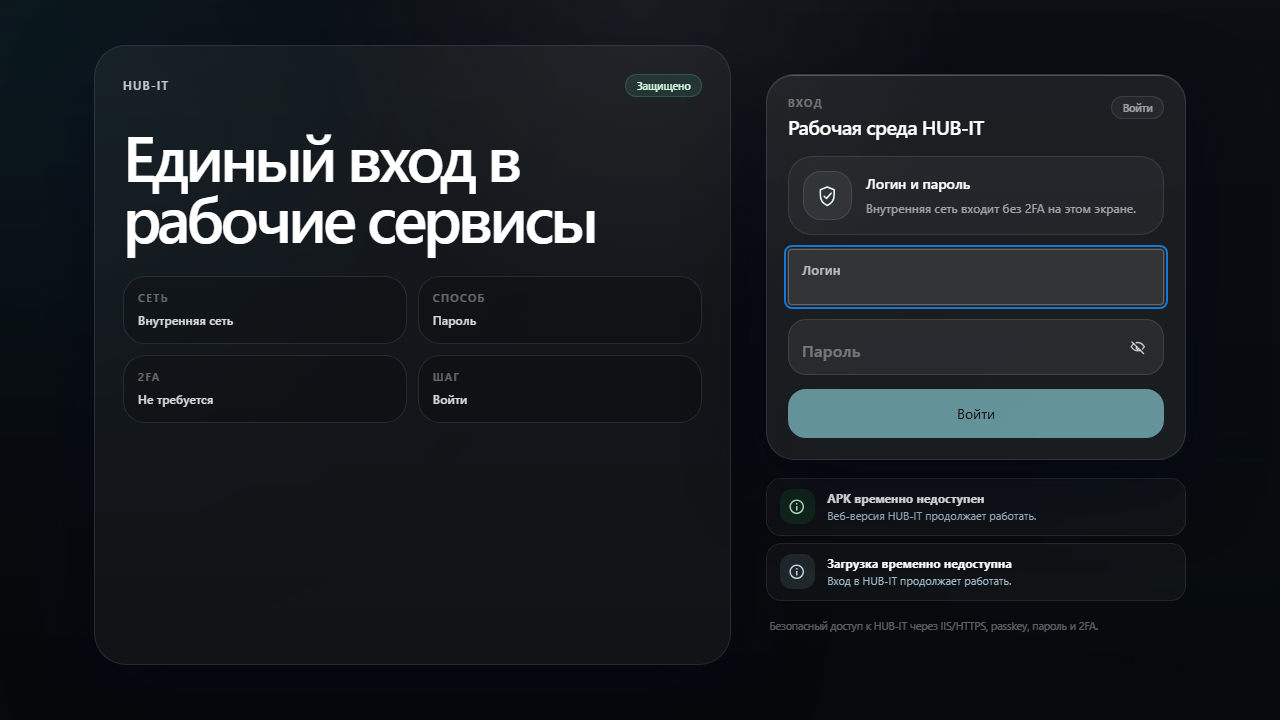 HUB-IT
Защищено
Единый вход в
рабочие сервисы
СЕТЬ
Внутренняя сеть
СПОСОБ
Пароль
2FA
Не требуется
ШАГ
Войти
ВХОД
Рабочая среда HUB-IT
Войти
Логин и пароль
Внутренняя сеть входит без 2FA на этом экране.
Логин
Пароль
Войти
APK временно недоступен
Веб-версия HUB-IT продолжает работать.
Загрузка временно недоступна
Вход в HUB-IT продолжает работать.
Безопасный доступ к HUB-IT через IIS/HTTPS, passkey, пароль и 2FA.